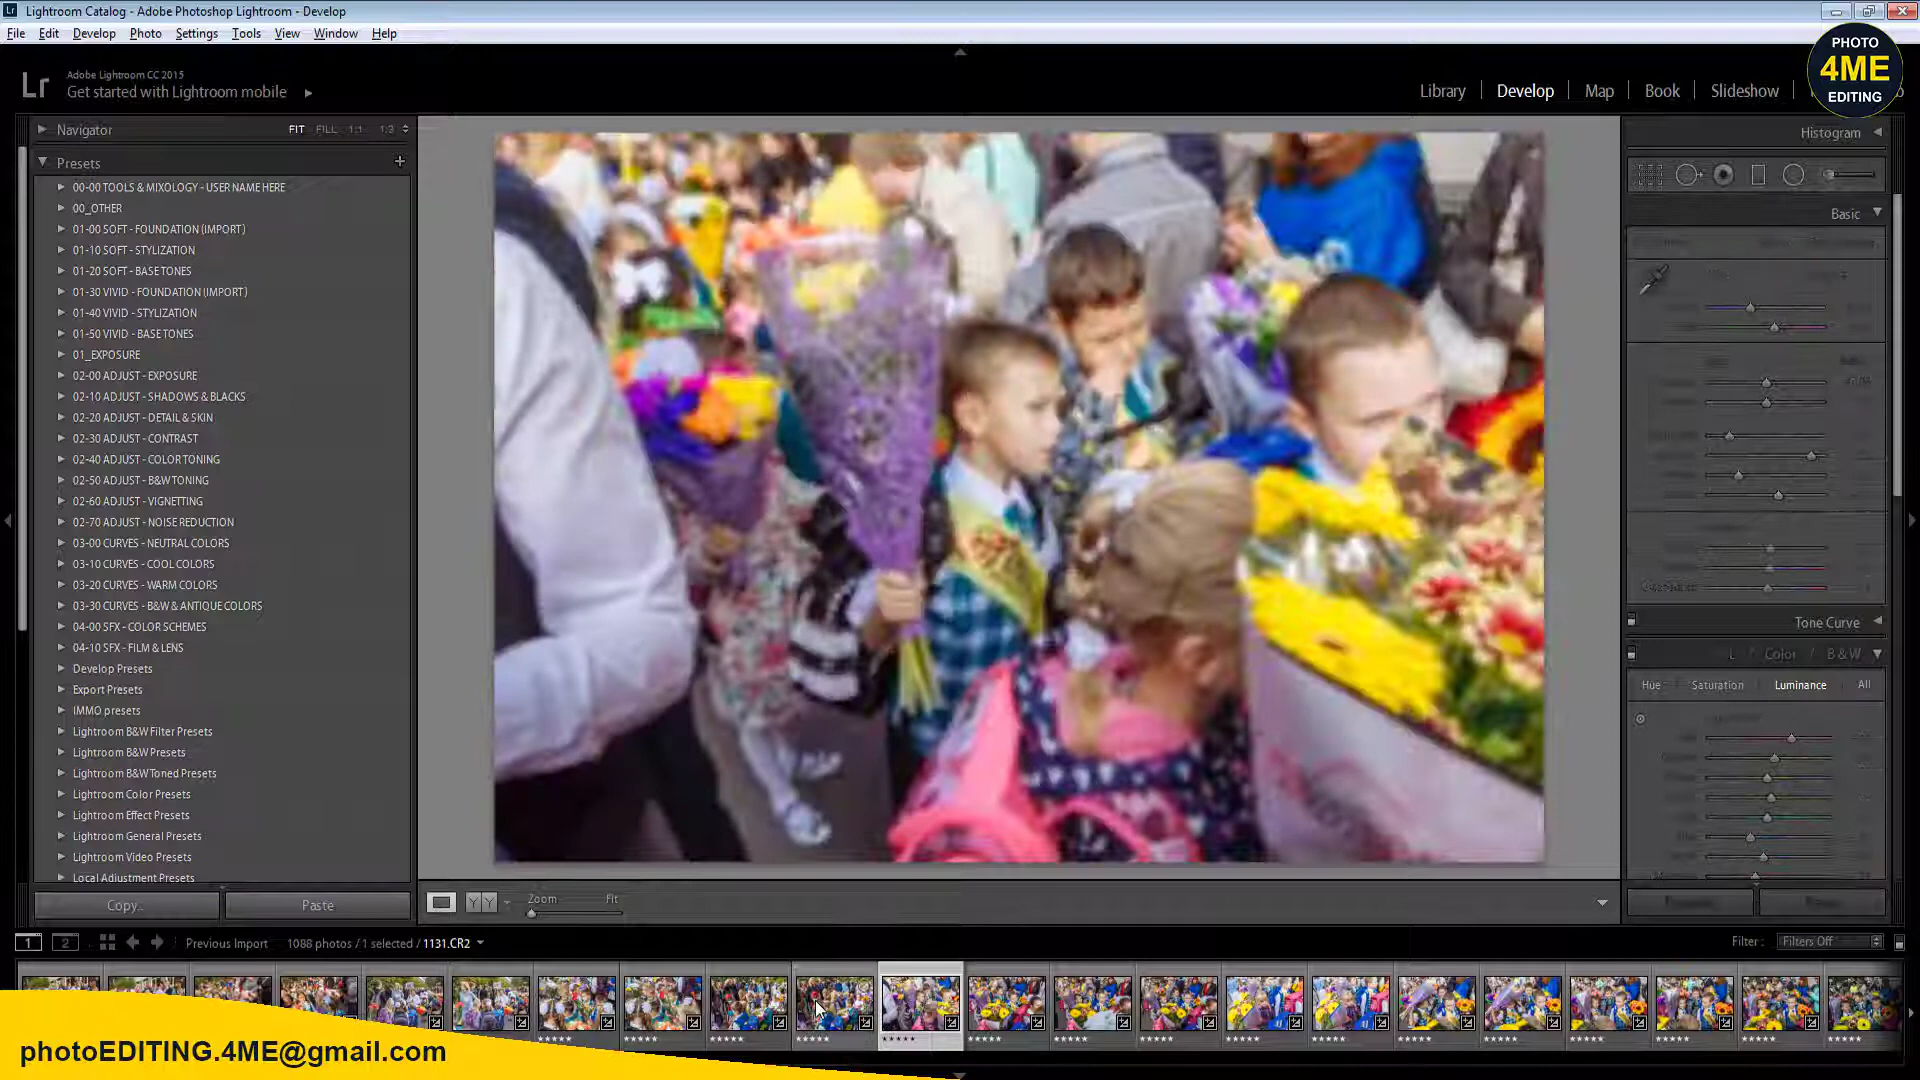 Lightroom Catalog - Adobe Photoshop Lightroom - Develop
File Edit Develop Photo Settings Tools View Window Help
PHOTO
4ME
EDITING
Lr
Adobe Lightroom CC 2015
Get started with Lightroom mobile
Library Develop Map Book Slideshow
Navigator FIT FILL 1:1 1:3
Histogram
Presets
00-00 TOOLS & MIXOLOGY - USER NAME HERE
00_OTHER
01-00 SOFT - FOUNDATION (IMPORT)
01-10 SOFT - STYLIZATION
01-20 SOFT - BASE TONES
01-30 VIVID - FOUNDATION (IMPORT)
01-40 VIVID - STYLIZATION
01-50 VIVID - BASE TONES
01_EXPOSURE
02-00 ADJUST - EXPOSURE
02-10 ADJUST - SHADOWS & BLACKS
02-20 ADJUST - DETAIL & SKIN
02-30 ADJUST - CONTRAST
02-40 ADJUST - COLOR TONING
02-50 ADJUST - B&W TONING
02-60 ADJUST - VIGNETTING
02-70 ADJUST - NOISE REDUCTION
03-00 CURVES - NEUTRAL COLORS
03-10 CURVES - COOL COLORS
03-20 CURVES - WARM COLORS
03-30 CURVES - B&W & ANTIQUE COLORS
04-00 SFX - COLOR SCHEMES
04-10 SFX - FILM & LENS
Develop Presets
Export Presets
IMMO presets
Lightroom B&W Filter Presets
Lightroom B&W Presets
Lightroom B&W Toned Presets
Lightroom Color Presets
Lightroom Effect Presets
Lightroom General Presets
Lightroom Video Presets
Local Adjustment Presets
Copy... Paste
Basic
Tone Curve
L / Color / B & W
Hue Saturation Luminance All
YY Zoom Fit
1 2 Previous Import 1088 photos / 1 selected / 1131.CR2
Filter : Filters Off
photoEDITING.4ME@gmail.com